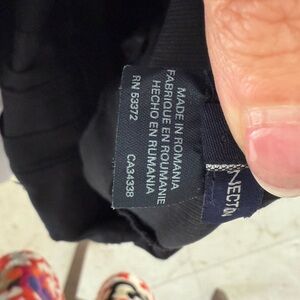 MADE IN ROMANIA
FABRIQUE EN ROUMANIE
HECHO EN RUMANIA
RN 53372 CA34338